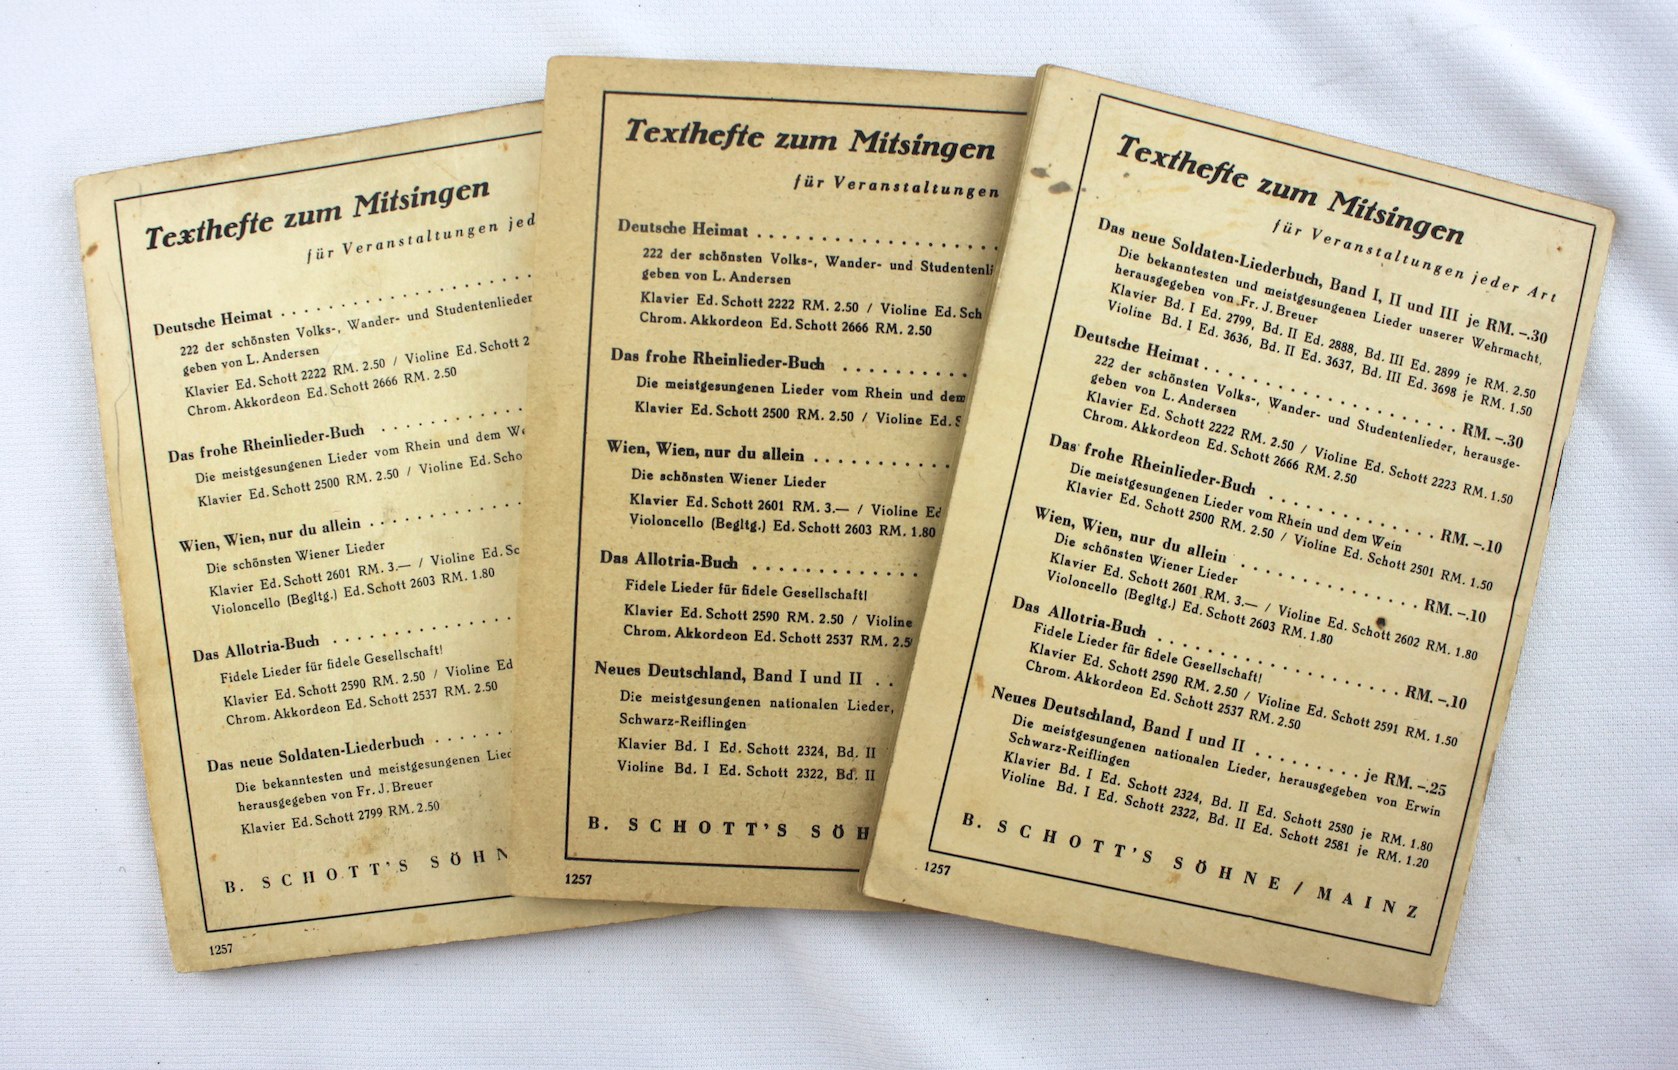 Texthefte zum Mitsingen
für Veranstaltungen jed
Deutsche Heimat . . . . . . . . . . . . . . . . . . .
222 der schönsten Volks-, Wander- und Studentenlieder
geben von L. Andersen
Klavier Ed. Schott 2222 RM. 2.50 / Violine Ed. Schott 2
Chrom. Akkordeon Ed. Schott 2666 RM. 2.50
Das frohe Rheinlieder-Buch . . . . . . . . . . .
Die meistgesungenen Lieder vom Rhein und dem We
Klavier Ed. Schott 2500 RM. 2.50 / Violine Ed. Scho
Wien, Wien, nur du allein . . . . . . . . . . . .
Die schönsten Wiener Lieder
Klavier Ed. Schott 2601 RM. 3.— / Violine Ed. Sc
Violoncello (Begltg.) Ed. Schott 2603 RM. 1.80
Das Allotria-Buch . . . . . . . . . . . . . .
Fidele Lieder für fidele Gesellschaft!
Klavier Ed. Schott 2590 RM. 2.50 / Violine Ed
Chrom. Akkordeon Ed. Schott 2537 RM. 2.50
Das neue Soldaten-Liederbuch . . . . . .
Die bekanntesten und meistgesungenen Lied
herausgegeben von Fr. J. Breuer
Klavier Ed. Schott 2799 RM. 2.50
B. SCHOTT'S SÖHN
1257
Texthefte zum Mitsingen
für Veranstaltungen
Deutsche Heimat . . . . . . . . . . . . . . . . . . .
222 der schönsten Volks-, Wander- und Studentenli
geben von L. Andersen
Klavier Ed. Schott 2222 RM. 2.50 / Violine Ed. Sch
Chrom. Akkordeon Ed. Schott 2666 RM. 2.50
Das frohe Rheinlieder-Buch . . . . . . . . . .
Die meistgesungenen Lieder vom Rhein und dem
Klavier Ed. Schott 2500 RM. 2.50 / Violine Ed. S
Wien, Wien, nur du allein . . . . . . . . . . .
Die schönsten Wiener Lieder
Klavier Ed. Schott 2601 RM. 3.— / Violine Ed
Violoncello (Begltg.) Ed. Schott 2603 RM. 1.80
Das Allotria-Buch . . . . . . . . . . . . .
Fidele Lieder für fidele Gesellschaft!
Klavier Ed. Schott 2590 RM. 2.50 / Violine
Chrom. Akkordeon Ed. Schott 2537 RM. 2.50
Neues Deutschland, Band I und II . .
Die meistgesungenen nationalen Lieder,
Schwarz-Reiflingen
Klavier Bd. I Ed. Schott 2324, Bd. II
Violine Bd. I Ed. Schott 2322, Bd. II
B. SCHOTT'S SÖH
1257
Texthefte zum Mitsingen
für Veranstaltungen jeder Art
Das neue Soldaten-Liederbuch, Band I, II und III je RM. –.30
Die bekanntesten und meistgesungenen Lieder unserer Wehrmacht,
herausgegeben von Fr. J. Breuer
Klavier Bd. I Ed. 2799, Bd. II Ed. 2888, Bd. III Ed. 2899 je RM. 2.50
Violine Bd. I Ed. 3636, Bd. II Ed. 3637, Bd. III Ed. 3698 je RM. 1.50
Deutsche Heimat . . . . . . . . . . . . . . . . . . . . RM. –.30
222 der schönsten Volks-, Wander- und Studentenlieder, herausge-
geben von L. Andersen
Klavier Ed. Schott 2222 RM. 2.50 / Violine Ed. Schott 2223 RM. 1.50
Chrom. Akkordeon Ed. Schott 2666 RM. 2.50
Das frohe Rheinlieder-Buch . . . . . . . . . . . . . RM. –.10
Die meistgesungenen Lieder vom Rhein und dem Wein
Klavier Ed. Schott 2500 RM. 2.50 / Violine Ed. Schott 2501 RM. 1.50
Wien, Wien, nur du allein . . . . . . . . . . . . . . RM. –.10
Die schönsten Wiener Lieder
Klavier Ed. Schott 2601 RM. 3.— / Violine Ed. Schott 2602 RM. 1.80
Violoncello (Begltg.) Ed. Schott 2603 RM. 1.80
Das Allotria-Buch . . . . . . . . . . . . . . . . . . RM. –.10
Fidele Lieder für fidele Gesellschaft!
Klavier Ed. Schott 2590 RM. 2.50 / Violine Ed. Schott 2591 RM. 1.50
Chrom. Akkordeon Ed. Schott 2537 RM. 2.50
Neues Deutschland, Band I und II . . . . . . . . . je RM. –.25
Die meistgesungenen nationalen Lieder, herausgegeben von Erwin
Schwarz-Reiflingen
Klavier Bd. I Ed. Schott 2324, Bd. II Ed. Schott 2580 je RM. 1.80
Violine Bd. I Ed. Schott 2322, Bd. II Ed. Schott 2581 je RM. 1.20
B. SCHOTT'S SÖHNE / MAINZ
1257